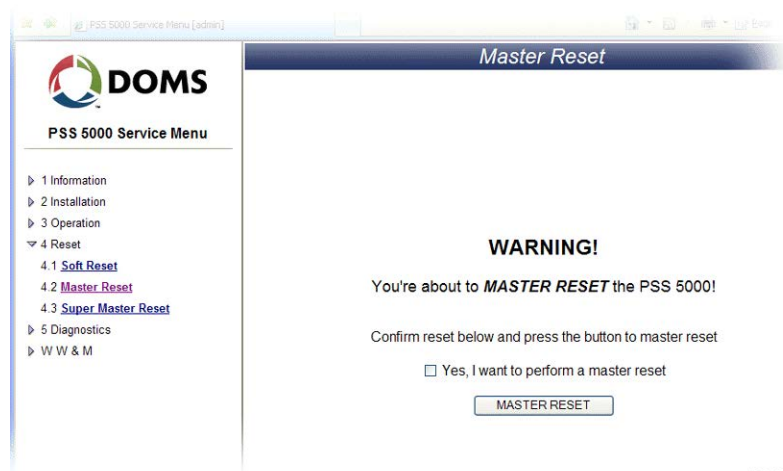 PSS 5000 Service Menu [admin]
DOMS
PSS 5000 Service Menu
1 Information
2 Installation
3 Operation
4 Reset
4.1 Soft Reset
4.2 Master Reset
4.3 Super Master Reset
5 Diagnostics
W W & M
Master Reset
WARNING!
You're about to MASTER RESET the PSS 5000!
Confirm reset below and press the button to master reset
Yes, I want to perform a master reset
MASTER RESET